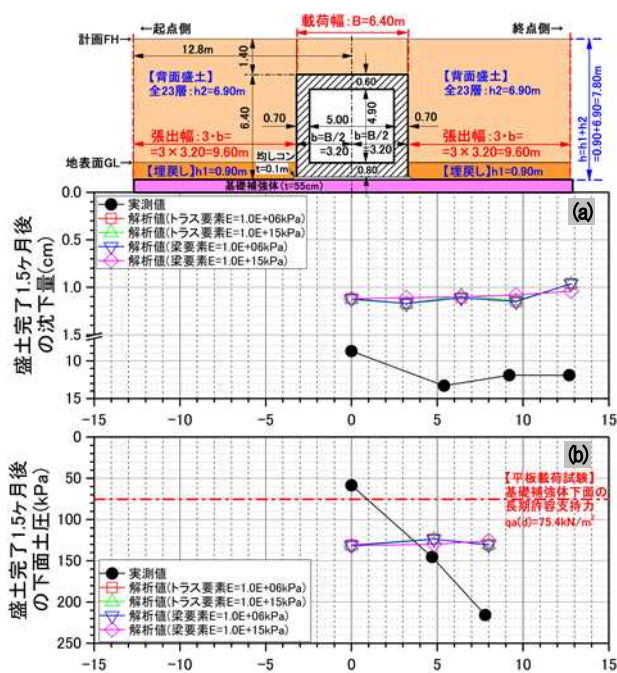 ←起点側
載荷幅：B=6.40m
終点側→
計画FH→
12.8m
1.40
【背面盛土】
全23層：h2=6.90m
0.60
【背面盛土】
全23層：h2=6.90m
6.40
4.90
0.70
5.00
0.70
h=h1+h2
=0.90+6.90=7.80m
張出幅：3・b=
=3×3.20=9.60m
b=B/2
=3.20
b=B/2
=3.20
張出幅：3・b=
=3×3.20=9.60m
地表面GL→
均しコン
t=0.1m
【埋戻し】h1=0.90m
0.80
【埋戻し】h1=0.90m
基礎補強体(t=55cm)
(a)
盛土完了1.5ヶ月後
の沈下量(cm)
0.0
0.5
1.0
1.5
10
15
実測値
解析値(トラス要素E=1.0E+06kPa)
解析値(トラス要素E=1.0E+15kPa)
解析値(梁要素E=1.0E+06kPa)
解析値(梁要素E=1.0E+15kPa)
−15
−10
−5
0
5
10
15
(b)
盛土完了1.5ヶ月後
の下面土圧(kPa)
0
50
100
150
200
250
【平板載荷試験】
基礎補強体下面の
長期許容支持力
qa(d)=75.4kN/m²
実測値
解析値(トラス要素E=1.0E+06kPa)
解析値(トラス要素E=1.0E+15kPa)
解析値(梁要素E=1.0E+06kPa)
解析値(梁要素E=1.0E+15kPa)
−15
−10
−5
0
5
10
15